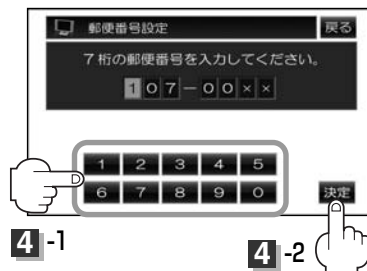 郵便番号設定 戻る
7桁の郵便番号を入力してください。
107-00××
1 2 3 4 5
6 7 8 9 0 決定
4-1 4-2